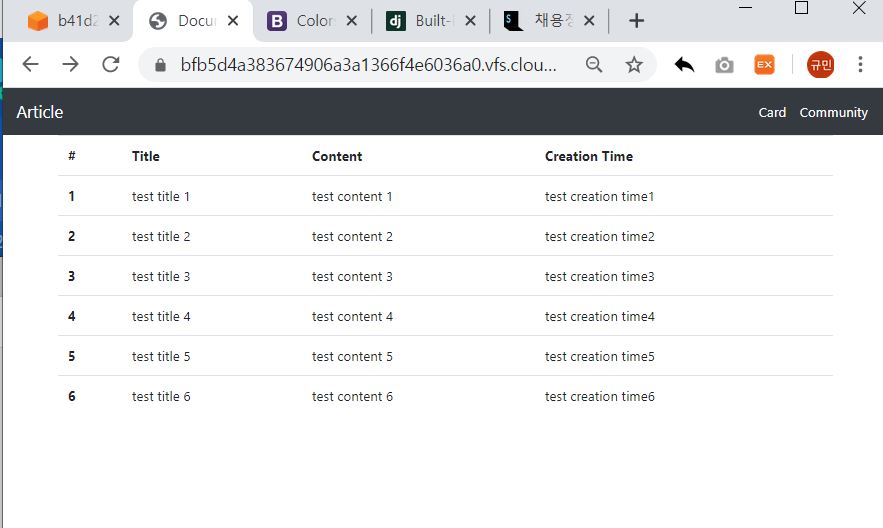 b41d2
Docu
Color
Built-
채용정
bfb5d4a383674906a3a1366f4e6036a0.vfs.clou...
EX
규민
Article Card Community
# Title Content Creation Time
1 test title 1 test content 1 test creation time1
2 test title 2 test content 2 test creation time2
3 test title 3 test content 3 test creation time3
4 test title 4 test content 4 test creation time4
5 test title 5 test content 5 test creation time5
6 test title 6 test content 6 test creation time6